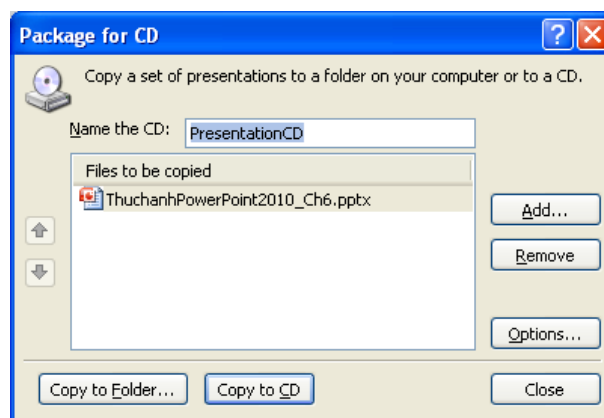 Package for CD
Copy a set of presentations to a folder on your computer or to a CD.
Name the CD: PresentationCD
Files to be copied
ThuchanhPowerPoint2010_Ch6.pptx
Add...
Remove
Options...
Copy to Folder... Copy to CD Close